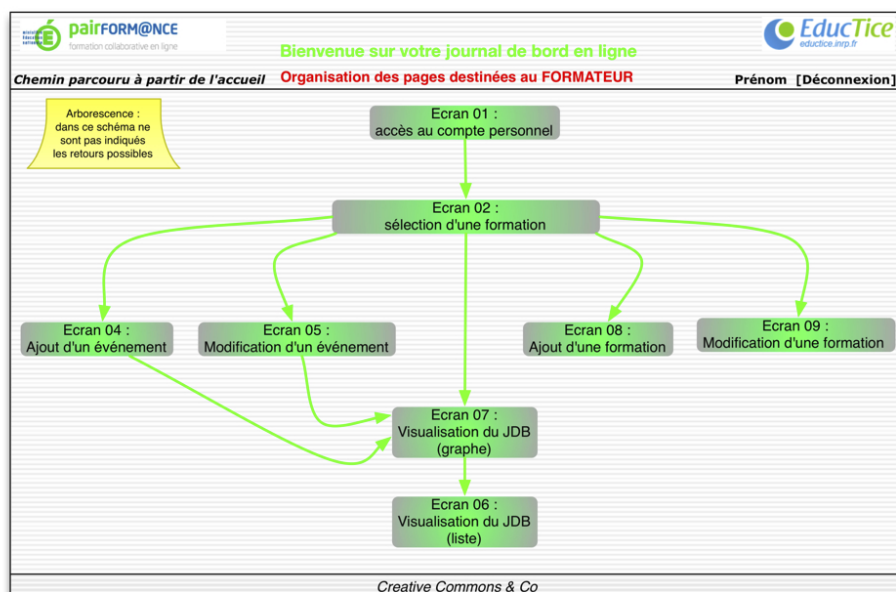 pairFORM@NCE
formation collaborative en ligne
EducTice
eductice.inrp.fr
Bienvenue sur votre journal de bord en ligne
Chemin parcouru à partir de l'accueil
Organisation des pages destinées au FORMATEUR
Prénom [Déconnexion]
Arborescence :
dans ce schéma ne
sont pas indiqués
les retours possibles
Ecran 01 :
accès au compte personnel
Ecran 02 :
sélection d'une formation
Ecran 04 :
Ajout d'un événement
Ecran 05 :
Modification d'un événement
Ecran 08 :
Ajout d'une formation
Ecran 09 :
Modification d'une formation
Ecran 07 :
Visualisation du JDB
(graphe)
Ecran 06 :
Visualisation du JDB
(liste)
Creative Commons & Co